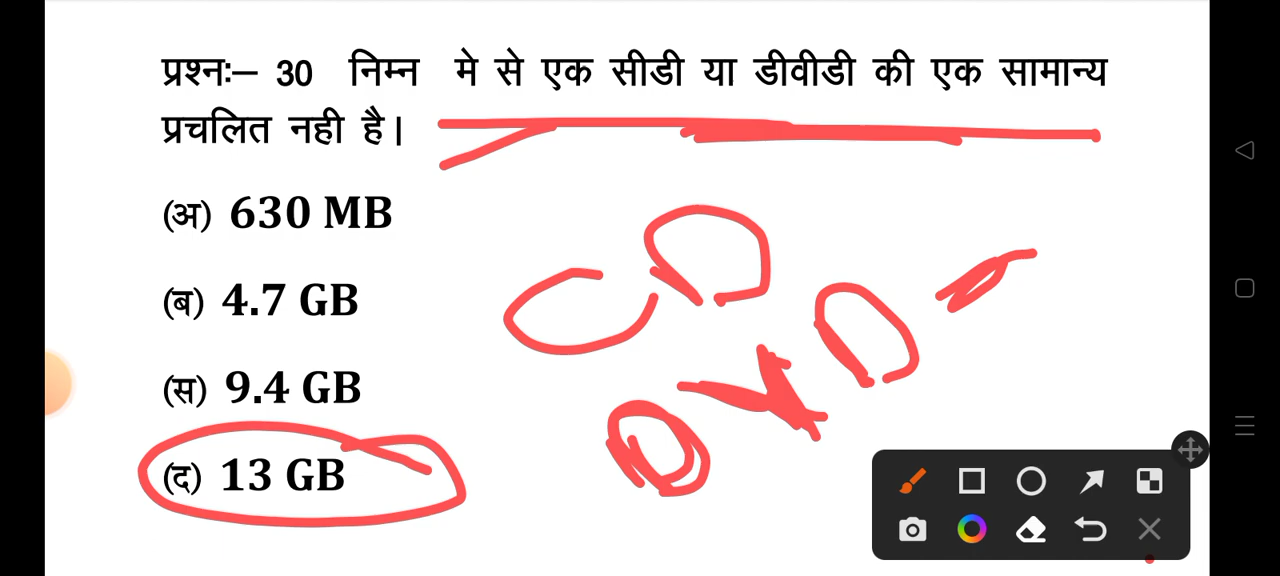 प्रश्नः– 30 निम्न मे से एक सीडी या डीवीडी की एक सामान्य
प्रचलित नही है।
(अ) 630 MB
(ब) 4.7 GB
(स) 9.4 GB
(द) 13 GB
CD
DVD -